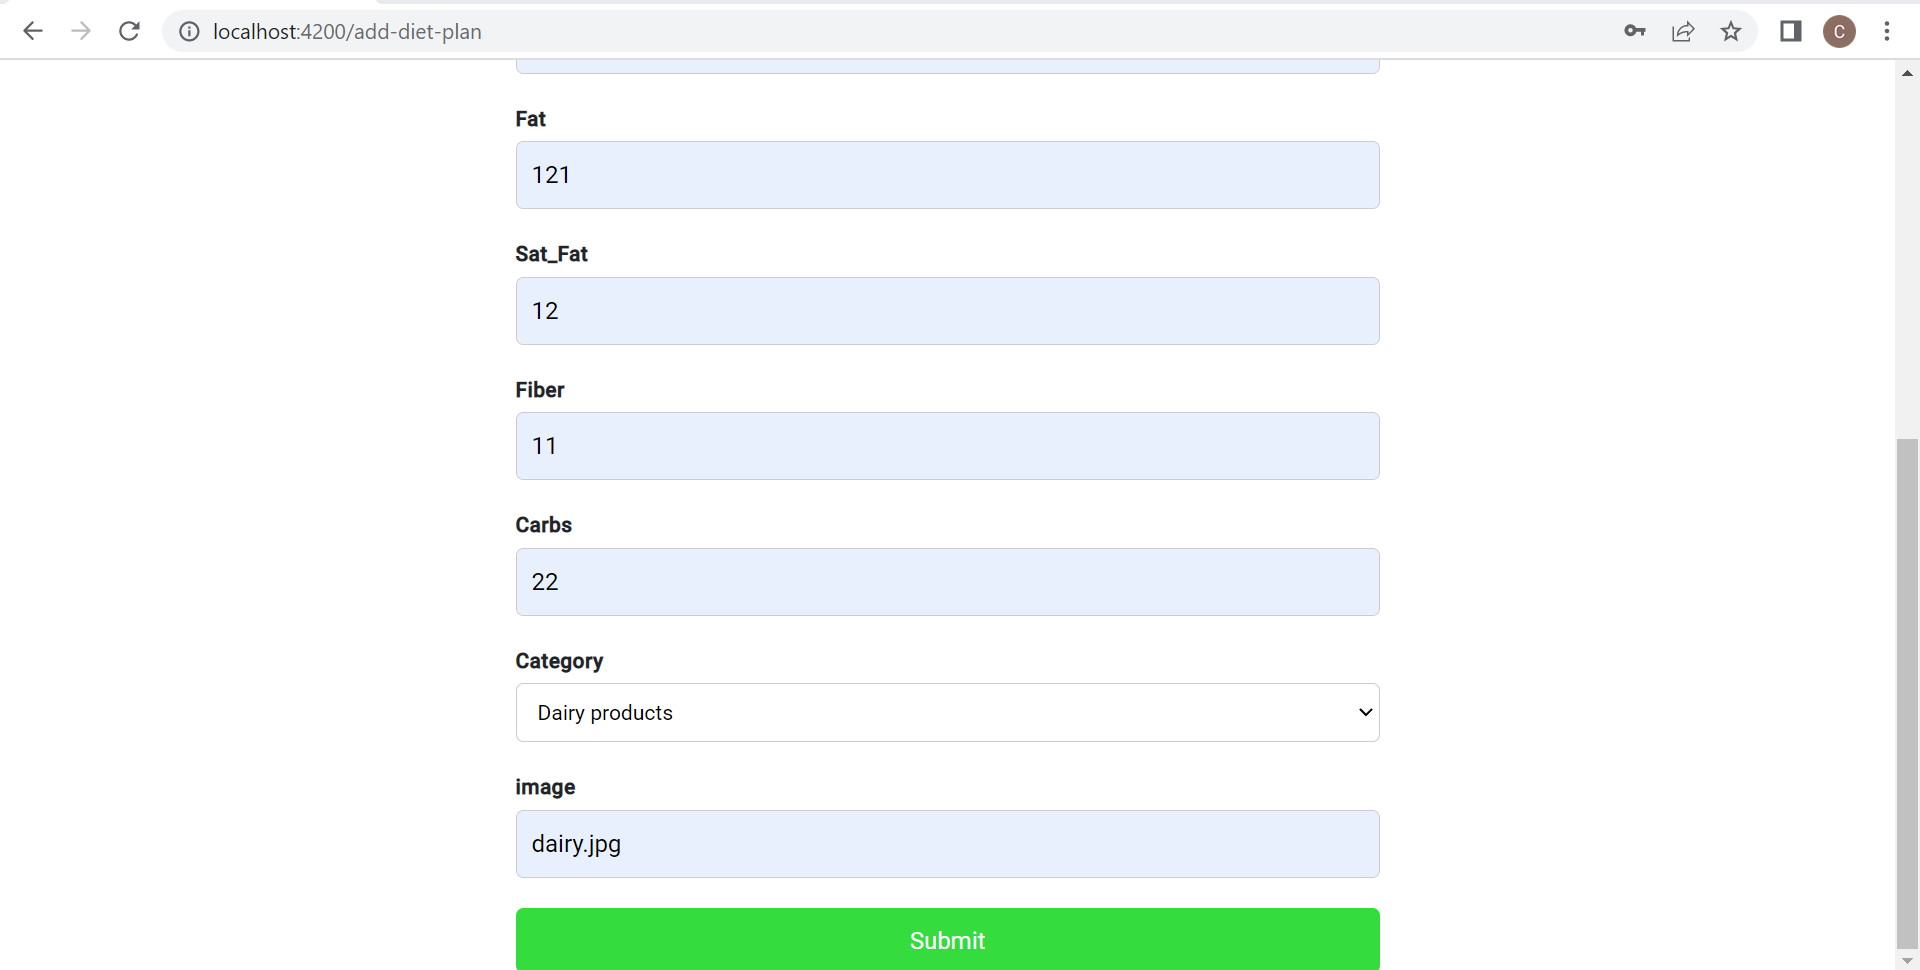 localhost:4200/add-diet-plan
C
Fat
121
Sat_Fat
12
Fiber
11
Carbs
22
Category
Dairy products
image
dairy.jpg
Submit